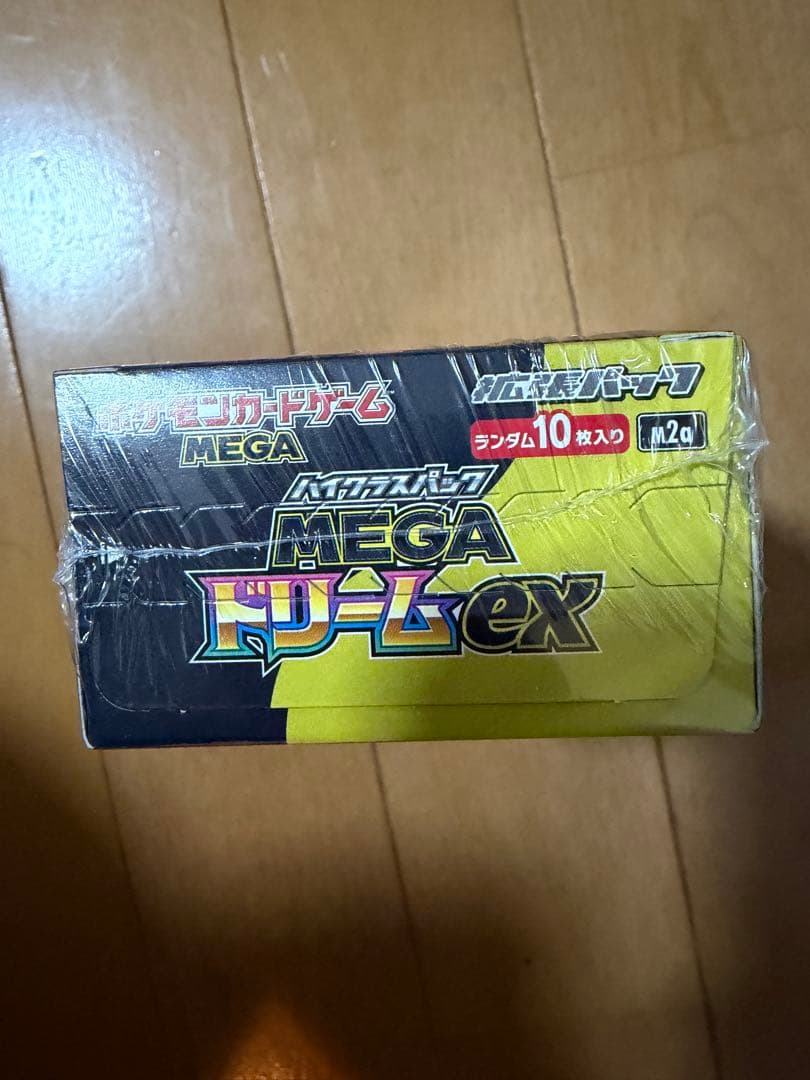 ポケモンカードゲーム
MEGA
拡張パック
ランダム10枚入り
M2a
ハイクラスパック
MEGA
ドリームex